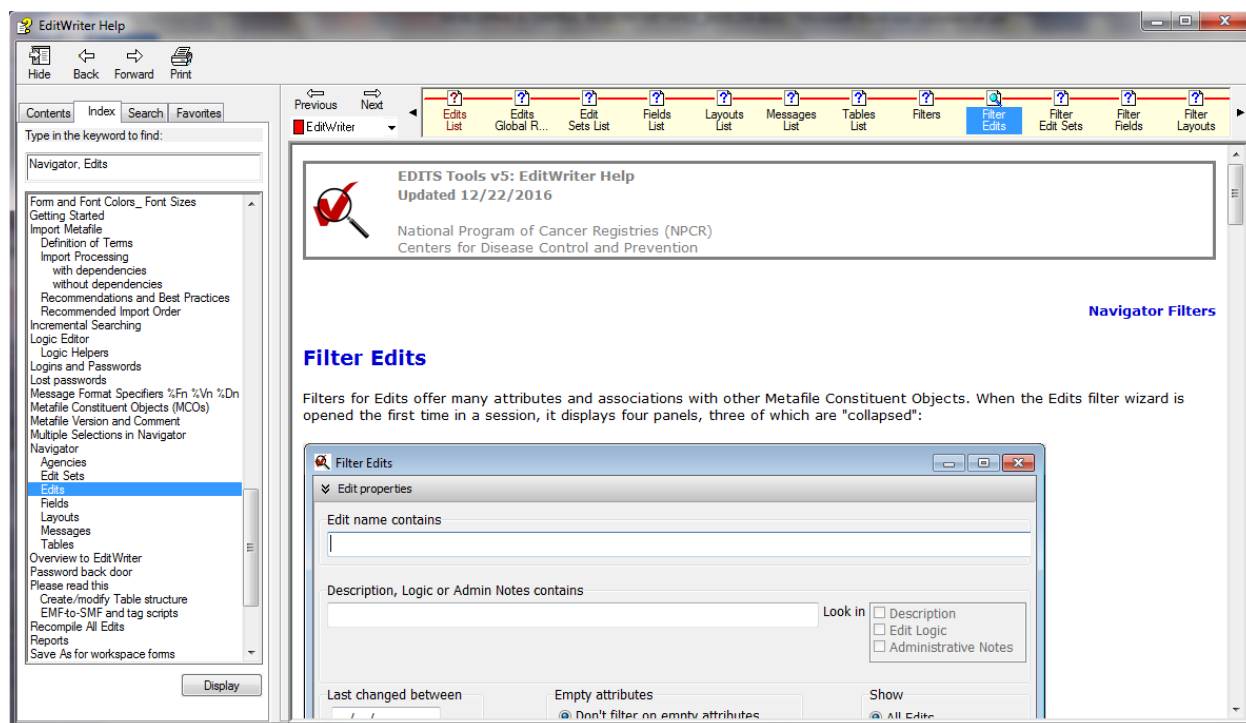 EditWriter Help
Hide Back Forward Print
Contents Index Search Favorites
Type in the keyword to find:
Navigator, Edits
Form and Font Colors_ Font Sizes
Getting Started
Import Metafile
Definition of Terms
Import Processing
with dependencies
without dependencies
Recommendations and Best Practices
Recommended Import Order
Incremental Searching
Logic Editor
Logic Helpers
Logins and Passwords
Lost passwords
Message Format Specifiers %Fn %Vn %Dn
Metafile Constituent Objects (MCOs)
Metafile Version and Comment
Multiple Selections in Navigator
Navigator
Agencies
Edit Sets
Edits
Fields
Layouts
Messages
Tables
Overview to EditWriter
Password back door
Please read this
Create/modify Table structure
EMF-to-SMF and tag scripts
Recompile All Edits
Reports
Save As for workspace forms
Display
Previous Next
EditWriter
Edits List
Edits Global R...
Edit Sets List
Fields List
Layouts List
Messages List
Tables List
Filters
Filter Edits
Filter Edit Sets
Filter Fields
Filter Layouts
EDITS Tools v5: EditWriter Help
Updated 12/22/2016
National Program of Cancer Registries (NPCR)
Centers for Disease Control and Prevention
Navigator Filters
Filter Edits
Filters for Edits offer many attributes and associations with other Metafile Constituent Objects. When the Edits filter wizard is
opened the first time in a session, it displays four panels, three of which are "collapsed":
Filter Edits
Edit properties
Edit name contains
Description, Logic or Admin Notes contains
Look in
Description
Edit Logic
Administrative Notes
Last changed between Empty attributes Show
_/_/ Don't filter on empty attributes All Edits